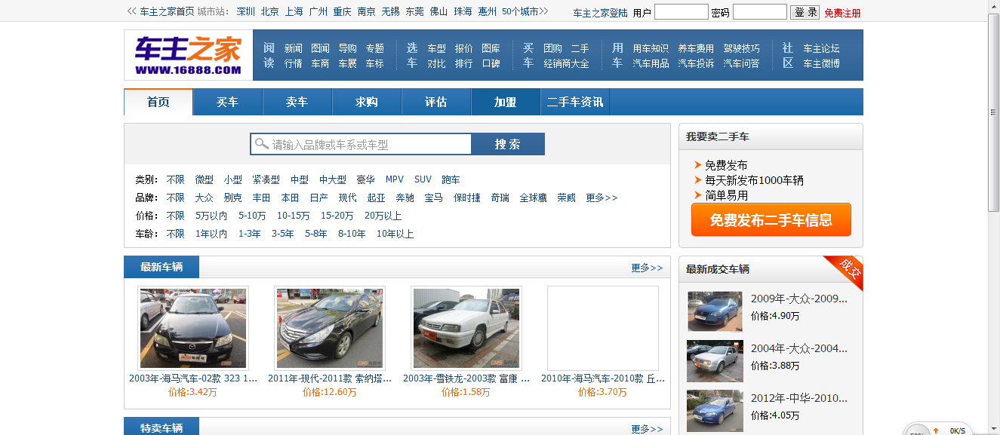 << 车主之家首页 城市站： 深圳 北京 上海 广州 重庆 南京 无锡 东莞 佛山 珠海 惠州 50个城市>> 车主之家登陆 用户 密码 登 录 免费注册
车主之家
www.16888.com
阅读 新闻 图闻 导购 专题 选车 车型 报价 图库 买车 团购 二手 用车 用车知识 养车费用 驾驶技巧 社区 车主论坛
行情 车商 车展 车标 对比 排行 口碑 经销商大全 汽车用品 汽车投诉 汽车问答 车主微博
首页 买车 卖车 求购 评估 加盟 二手车资讯
请输入品牌或车系或车型 搜 索
类别： 不限 微型 小型 紧凑型 中型 中大型 豪华 MPV SUV 跑车
品牌： 不限 大众 别克 丰田 本田 日产 现代 起亚 奔驰 宝马 保时捷 奇瑞 全球鹰 荣威 更多>>
价格： 不限 5万以内 5-10万 10-15万 15-20万 20万以上
车龄： 不限 1年以内 1-3年 3-5年 5-8年 8-10年 10年以上
我要卖二手车
免费发布
每天新发布1000车辆
简单易用
免费发布二手车信息
最新车辆 更多>>
2003年-海马汽车-02款 323 1... 2011年-现代-2011款 索纳塔... 2003年-雪铁龙-2003款 富康 ... 2010年-海马汽车-2010款 丘...
价格:3.42万 价格:12.60万 价格:1.58万 价格:3.70万
最新成交车辆 成交
2009年-大众-2009...
价格:4.90万
2004年-大众-2004...
价格:3.88万
2012年-中华-2010...
价格:4.05万
特卖车辆 更多>>
0K/S